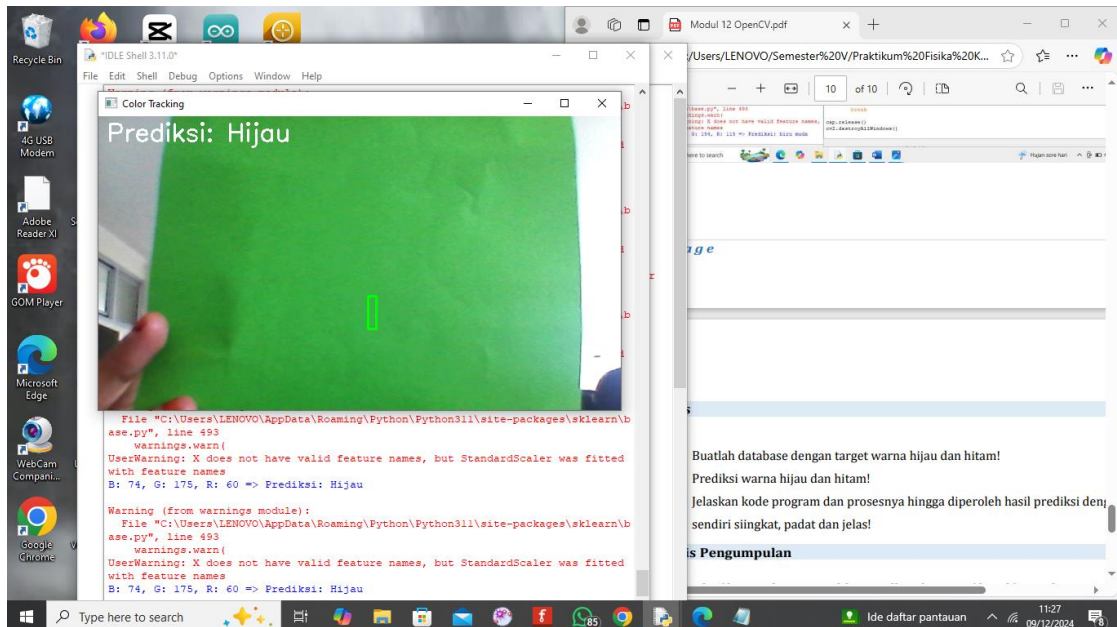 Recycle Bin
4G USB
Modem
Adobe
Reader XI
GOM Player
Microsoft
Edge
WebCam
Compani...
Google
Chrome
*IDLE Shell 3.11.0*
File Edit Shell Debug Options Window Help
Color Tracking
Prediksi: Hijau
File "C:\Users\LENOVO\AppData\Roaming\Python\Python311\site-packages\sklearn\b
ase.py", line 493
warnings.warn(
UserWarning: X does not have valid feature names, but StandardScaler was fitted
with feature names
B: 74, G: 175, R: 60 => Prediksi: Hijau
Warning (from warnings module):
File "C:\Users\LENOVO\AppData\Roaming\Python\Python311\site-packages\sklearn\b
ase.py", line 493
warnings.warn(
UserWarning: X does not have valid feature names, but StandardScaler was fitted
with feature names
B: 74, G: 175, R: 60 => Prediksi: Hijau
Modul 12 OpenCV.pdf
/Users/LENOVO/Semester%20V/Praktikum%20Fisika%20K...
10 of 10
break
cap.release()
cv2.destroyAllWindows()
Hujan sore hari
age
Buatlah database dengan target warna hijau dan hitam!
Prediksi warna hijau dan hitam!
Jelaskan kode program dan prosesnya hingga diperoleh hasil prediksi deng
sendiri siingkat, padat dan jelas!
is Pengumpulan
Type here to search
85
Ide daftar pantauan
11:27
09/12/2024
8